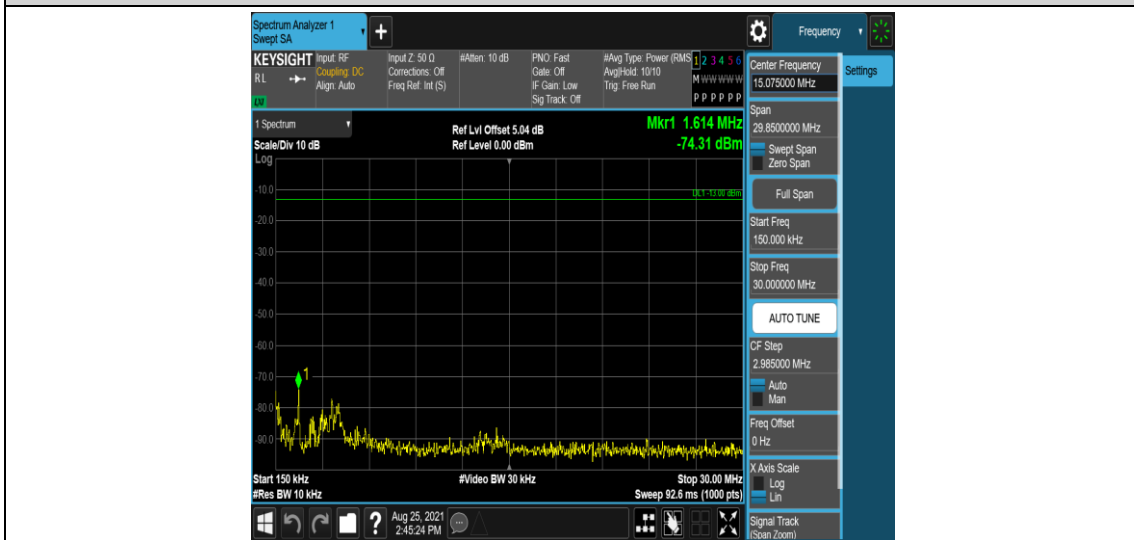 Spectrum Analyzer 1
Swept SA
+
Frequency
KEYSIGHT
RL
LXI
Input: RF
Coupling: DC
Align: Auto
Input Z: 50 Ω
Corrections: Off
Freq Ref: Int (S)
#Atten: 10 dB
PNO: Fast
Gate: Off
IF Gain: Low
Sig Track: Off
#Avg Type: Power (RMS
Avg|Hold: 10/10
Trig: Free Run
1 2 3 4 5 6
M W W W W W
P P P P P P
1 Spectrum
Scale/Div 10 dB
Log
Ref Lvl Offset 5.04 dB
Ref Level 0.00 dBm
Mkr1 1.614 MHz
-74.31 dBm
DL1 -13.00 dBm
-10.0
-20.0
-30.0
-40.0
-50.0
-60.0
-70.0
-80.0
-90.0
1
Start 150 kHz
#Res BW 10 kHz
#Video BW 30 kHz
Stop 30.00 MHz
Sweep 92.6 ms (1000 pts)
Center Frequency
15.075000 MHz
Settings
Span
29.8500000 MHz
Swept Span
Zero Span
Full Span
Start Freq
150.000 kHz
Stop Freq
30.000000 MHz
AUTO TUNE
CF Step
2.985000 MHz
Auto
Man
Freq Offset
0 Hz
X Axis Scale
Log
Lin
Signal Track
(Span Zoom)
?
Aug 25, 2021
2:45:24 PM